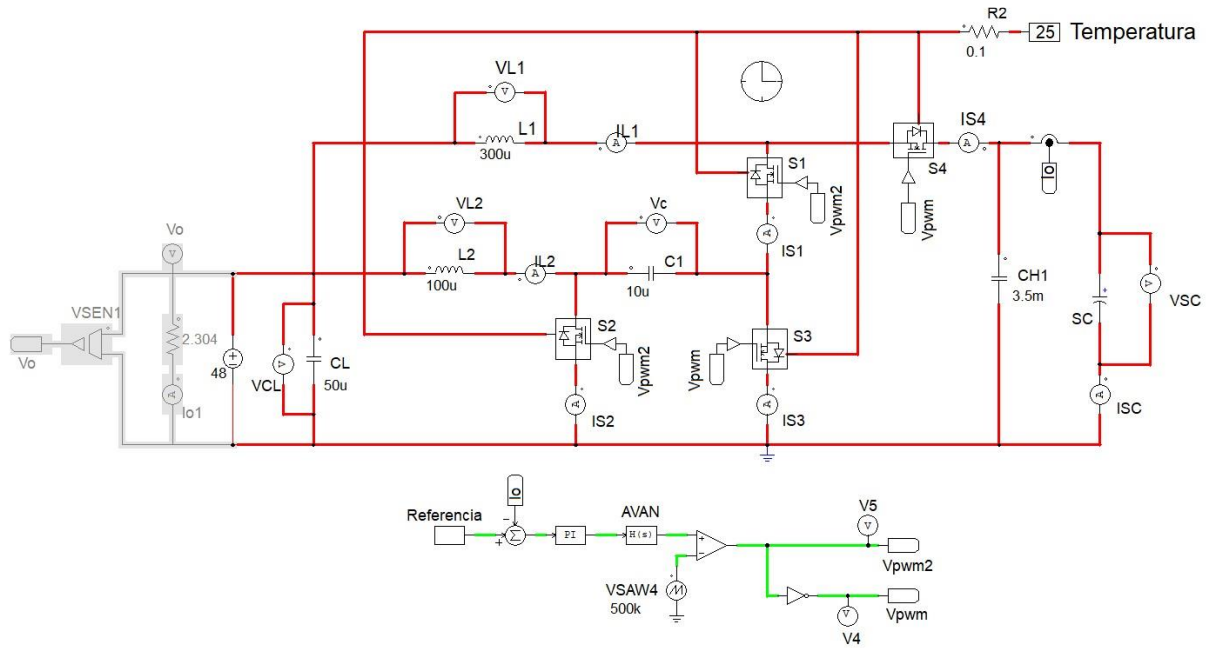 R2
25 Temperatura
0.1
VL1
V
L1
300u
IL1
A
IS4
A
S4
Io
S1
Vpwm2
Vpwm
VL2
V
Vc
V
A
IS1
Vo
V
L2
100u
IL2
A
C1
10u
CH1
3.5m
SC
V
VSC
VSEN1
Vo
2.304
S2
Vpwm2
S3
Vpwm
48
V
VCL
CL
50u
A
Io1
A
IS2
A
IS3
A
ISC
Io
Referencia
AVAN
V5
V
+
−
Σ
PI
H(s)
+
−
Vpwm2
VSAW4
500k
Vpwm
V
V4